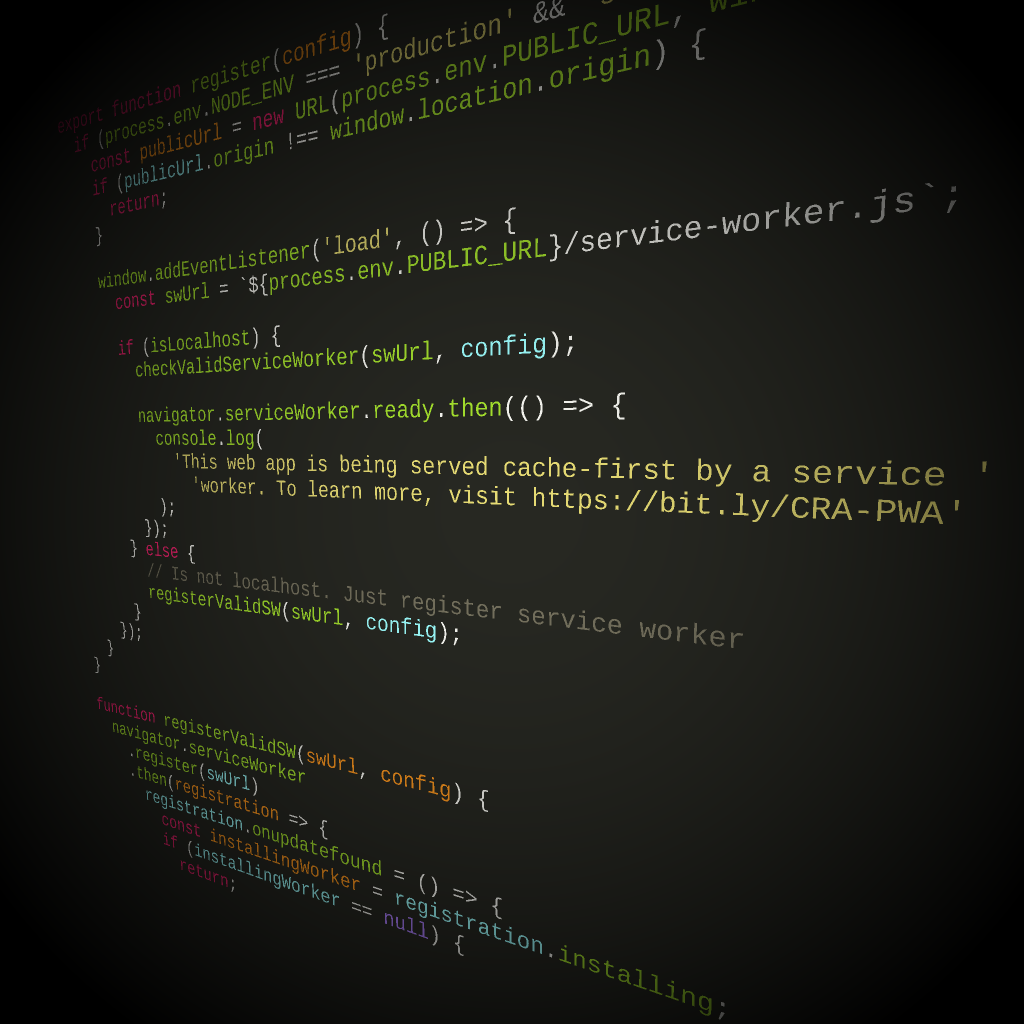 export function register(config) {
if (process.env.NODE_ENV === 'production' &&
const publicUrl = new URL(process.env.PUBLIC_URL,
if (publicUrl.origin !== window.location.origin) {
return;
}
window.addEventListener('load', () => {
const swUrl = `${process.env.PUBLIC_URL}/service-worker.js`;
if (isLocalhost) {
checkValidServiceWorker(swUrl, config);
navigator.serviceWorker.ready.then(() => {
console.log(
'This web app is being served cache-first by a service '
'worker. To learn more, visit https://bit.ly/CRA-PWA'
);
});
} else {
// Is not localhost. Just register service worker
registerValidSW(swUrl, config);
}
});
}
}
function registerValidSW(swUrl, config) {
navigator.serviceWorker
.register(swUrl)
.then(registration => {
registration.onupdatefound = () => {
const installingWorker = registration.installing;
if (installingWorker == null) {
return;